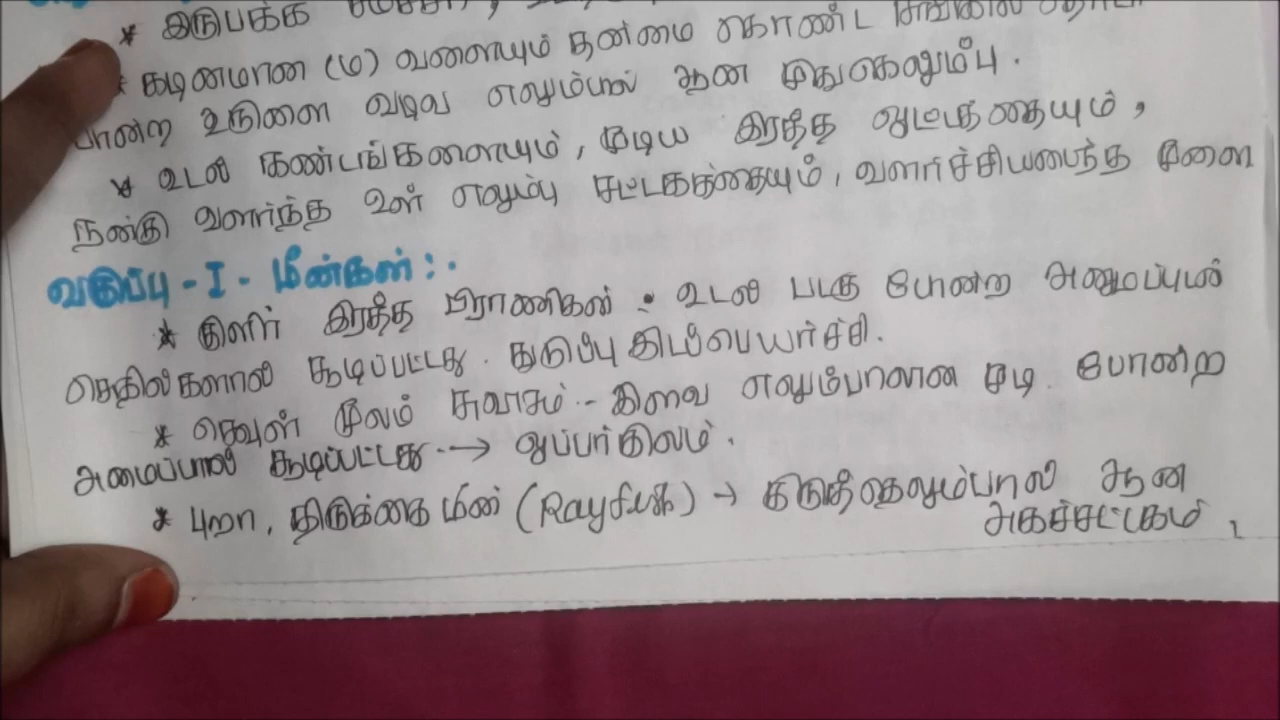 * இருபக்க
* கடினமான (ம) வளையும் தன்மை கொண்ட
போன்ற உருளை வடிவ எலும்பால் ஆன முதுகெலும்பு.
* உடல் கண்டங்களையும், மூடிய இரத்த ஓட்டத்தையும்,
நன்கு வளர்ந்த உள் எலும்பு சட்டகத்தையும், வளர்ச்சியடைந்த மூளை
வகுப்பு - I - மீன்கள் :.
* குளிர் இரத்த பிராணிகள். உடல் படகு போன்ற அமைப்புடன்
செதில்களால் சூடிப்பட்டது. துடுப்பு இடப்பெயர்ச்சி.
* செவுள் மூலம் சுவாசம் - இவை எலும்பாலான மூடி போன்ற
அமைப்பால் சூடிப்பட்டது → ஓப்பர்குலம்.
* புறா, திருக்கை மீன் (Rayfish) → குருத்தெலும்பால் ஆன
அகச்சட்டகம்,